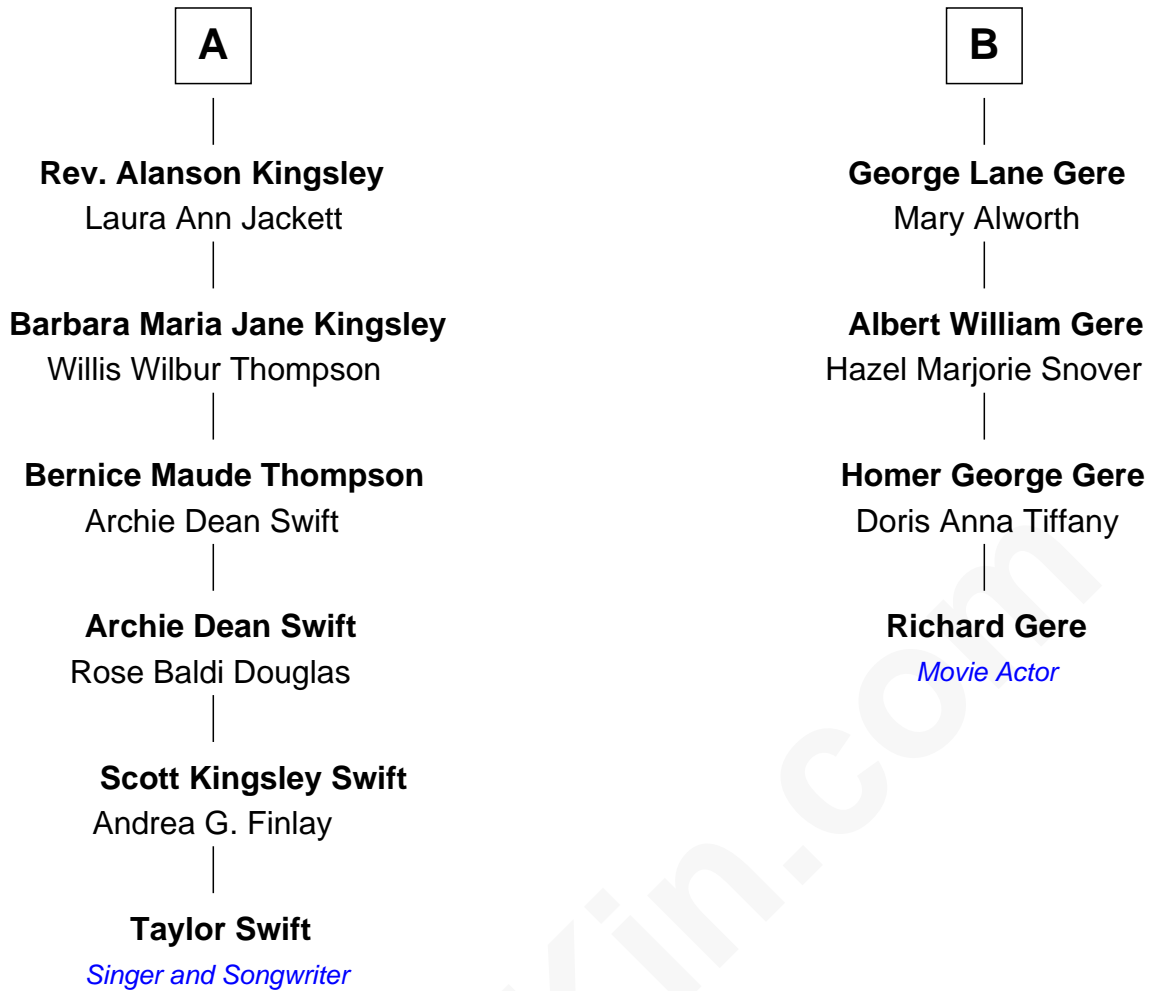 A
Rev. Alanson Kingsley
Laura Ann Jackett
Barbara Maria Jane Kingsley
Willis Wilbur Thompson
Bernice Maude Thompson
Archie Dean Swift
Archie Dean Swift
Rose Baldi Douglas
Scott Kingsley Swift
Andrea G. Finlay
Taylor Swift
Singer and Songwriter
B
George Lane Gere
Mary Alworth
Albert William Gere
Hazel Marjorie Snover
Homer George Gere
Doris Anna Tiffany
Richard Gere
Movie Actor
Kin.com